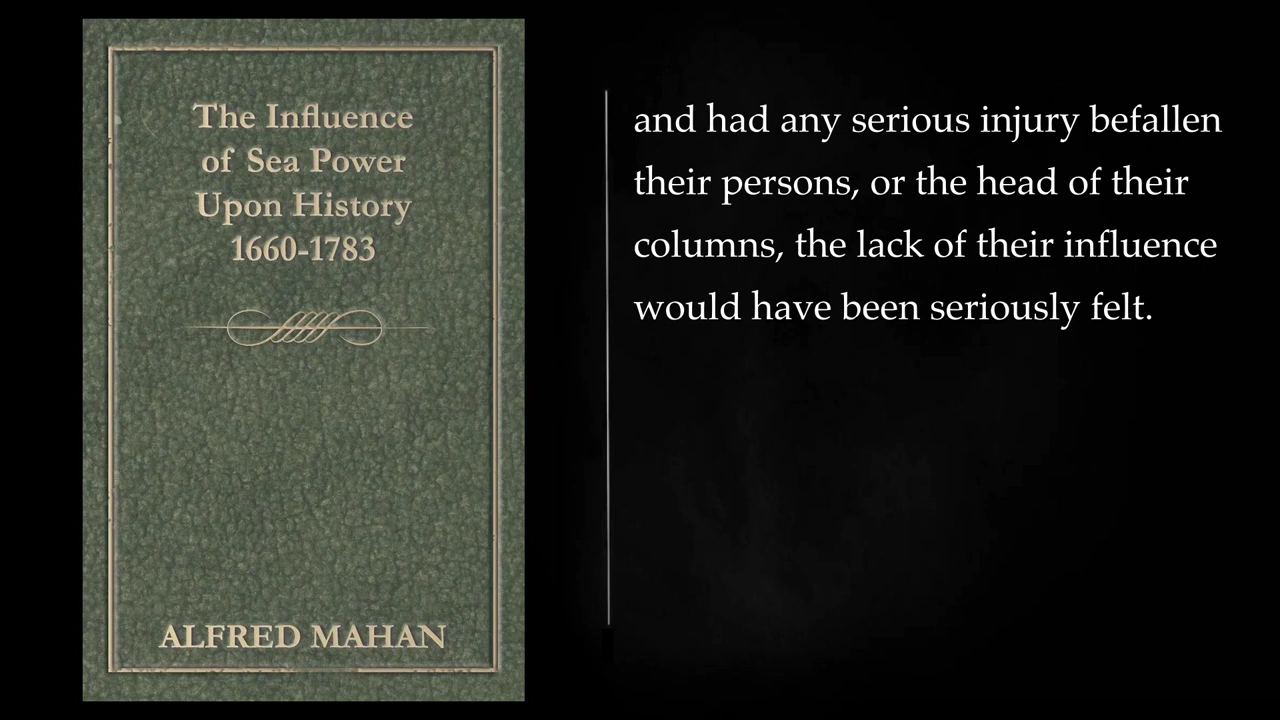 The Influence
of Sea Power
Upon History
1660-1783
ALFRED MAHAN
and had any serious injury befallen
their persons, or the head of their
columns, the lack of their influence
would have been seriously felt.